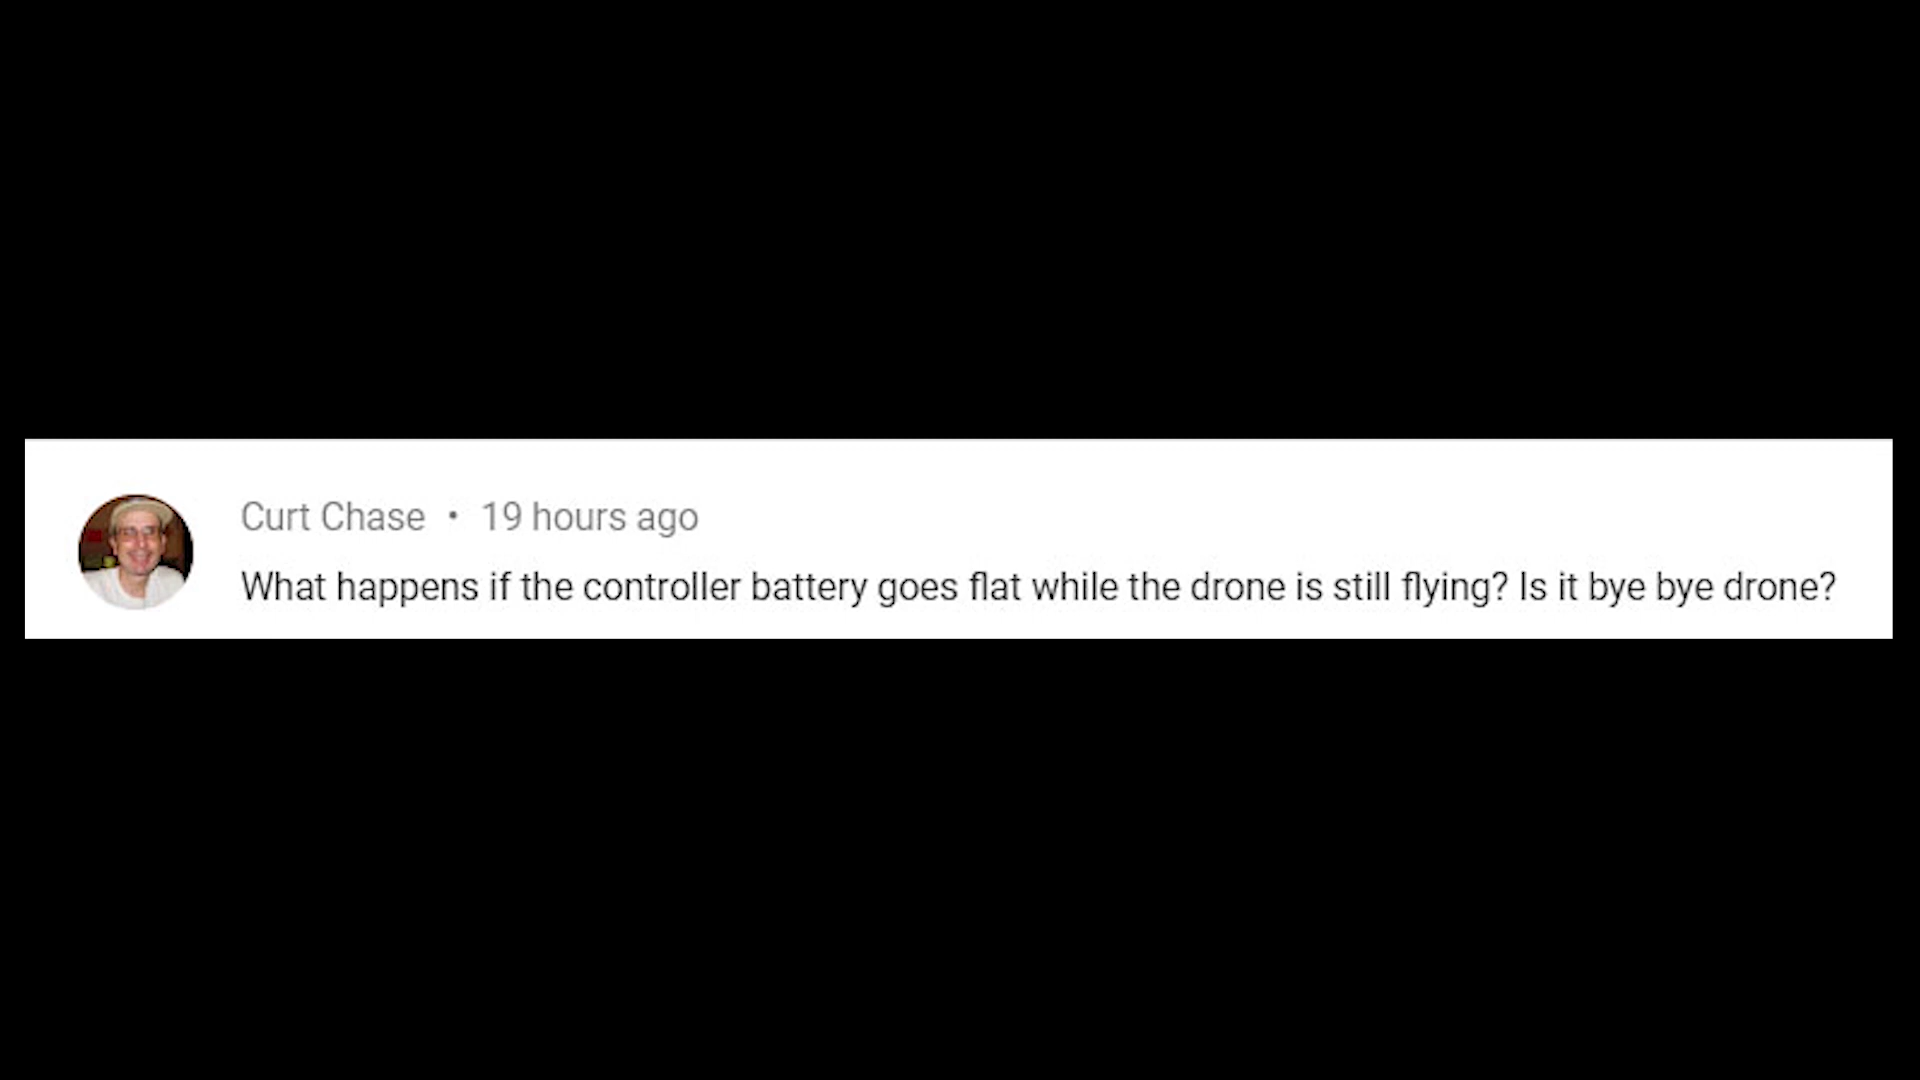 Curt Chase • 19 hours ago
What happens if the controller battery goes flat while the drone is still flying? Is it bye bye drone?